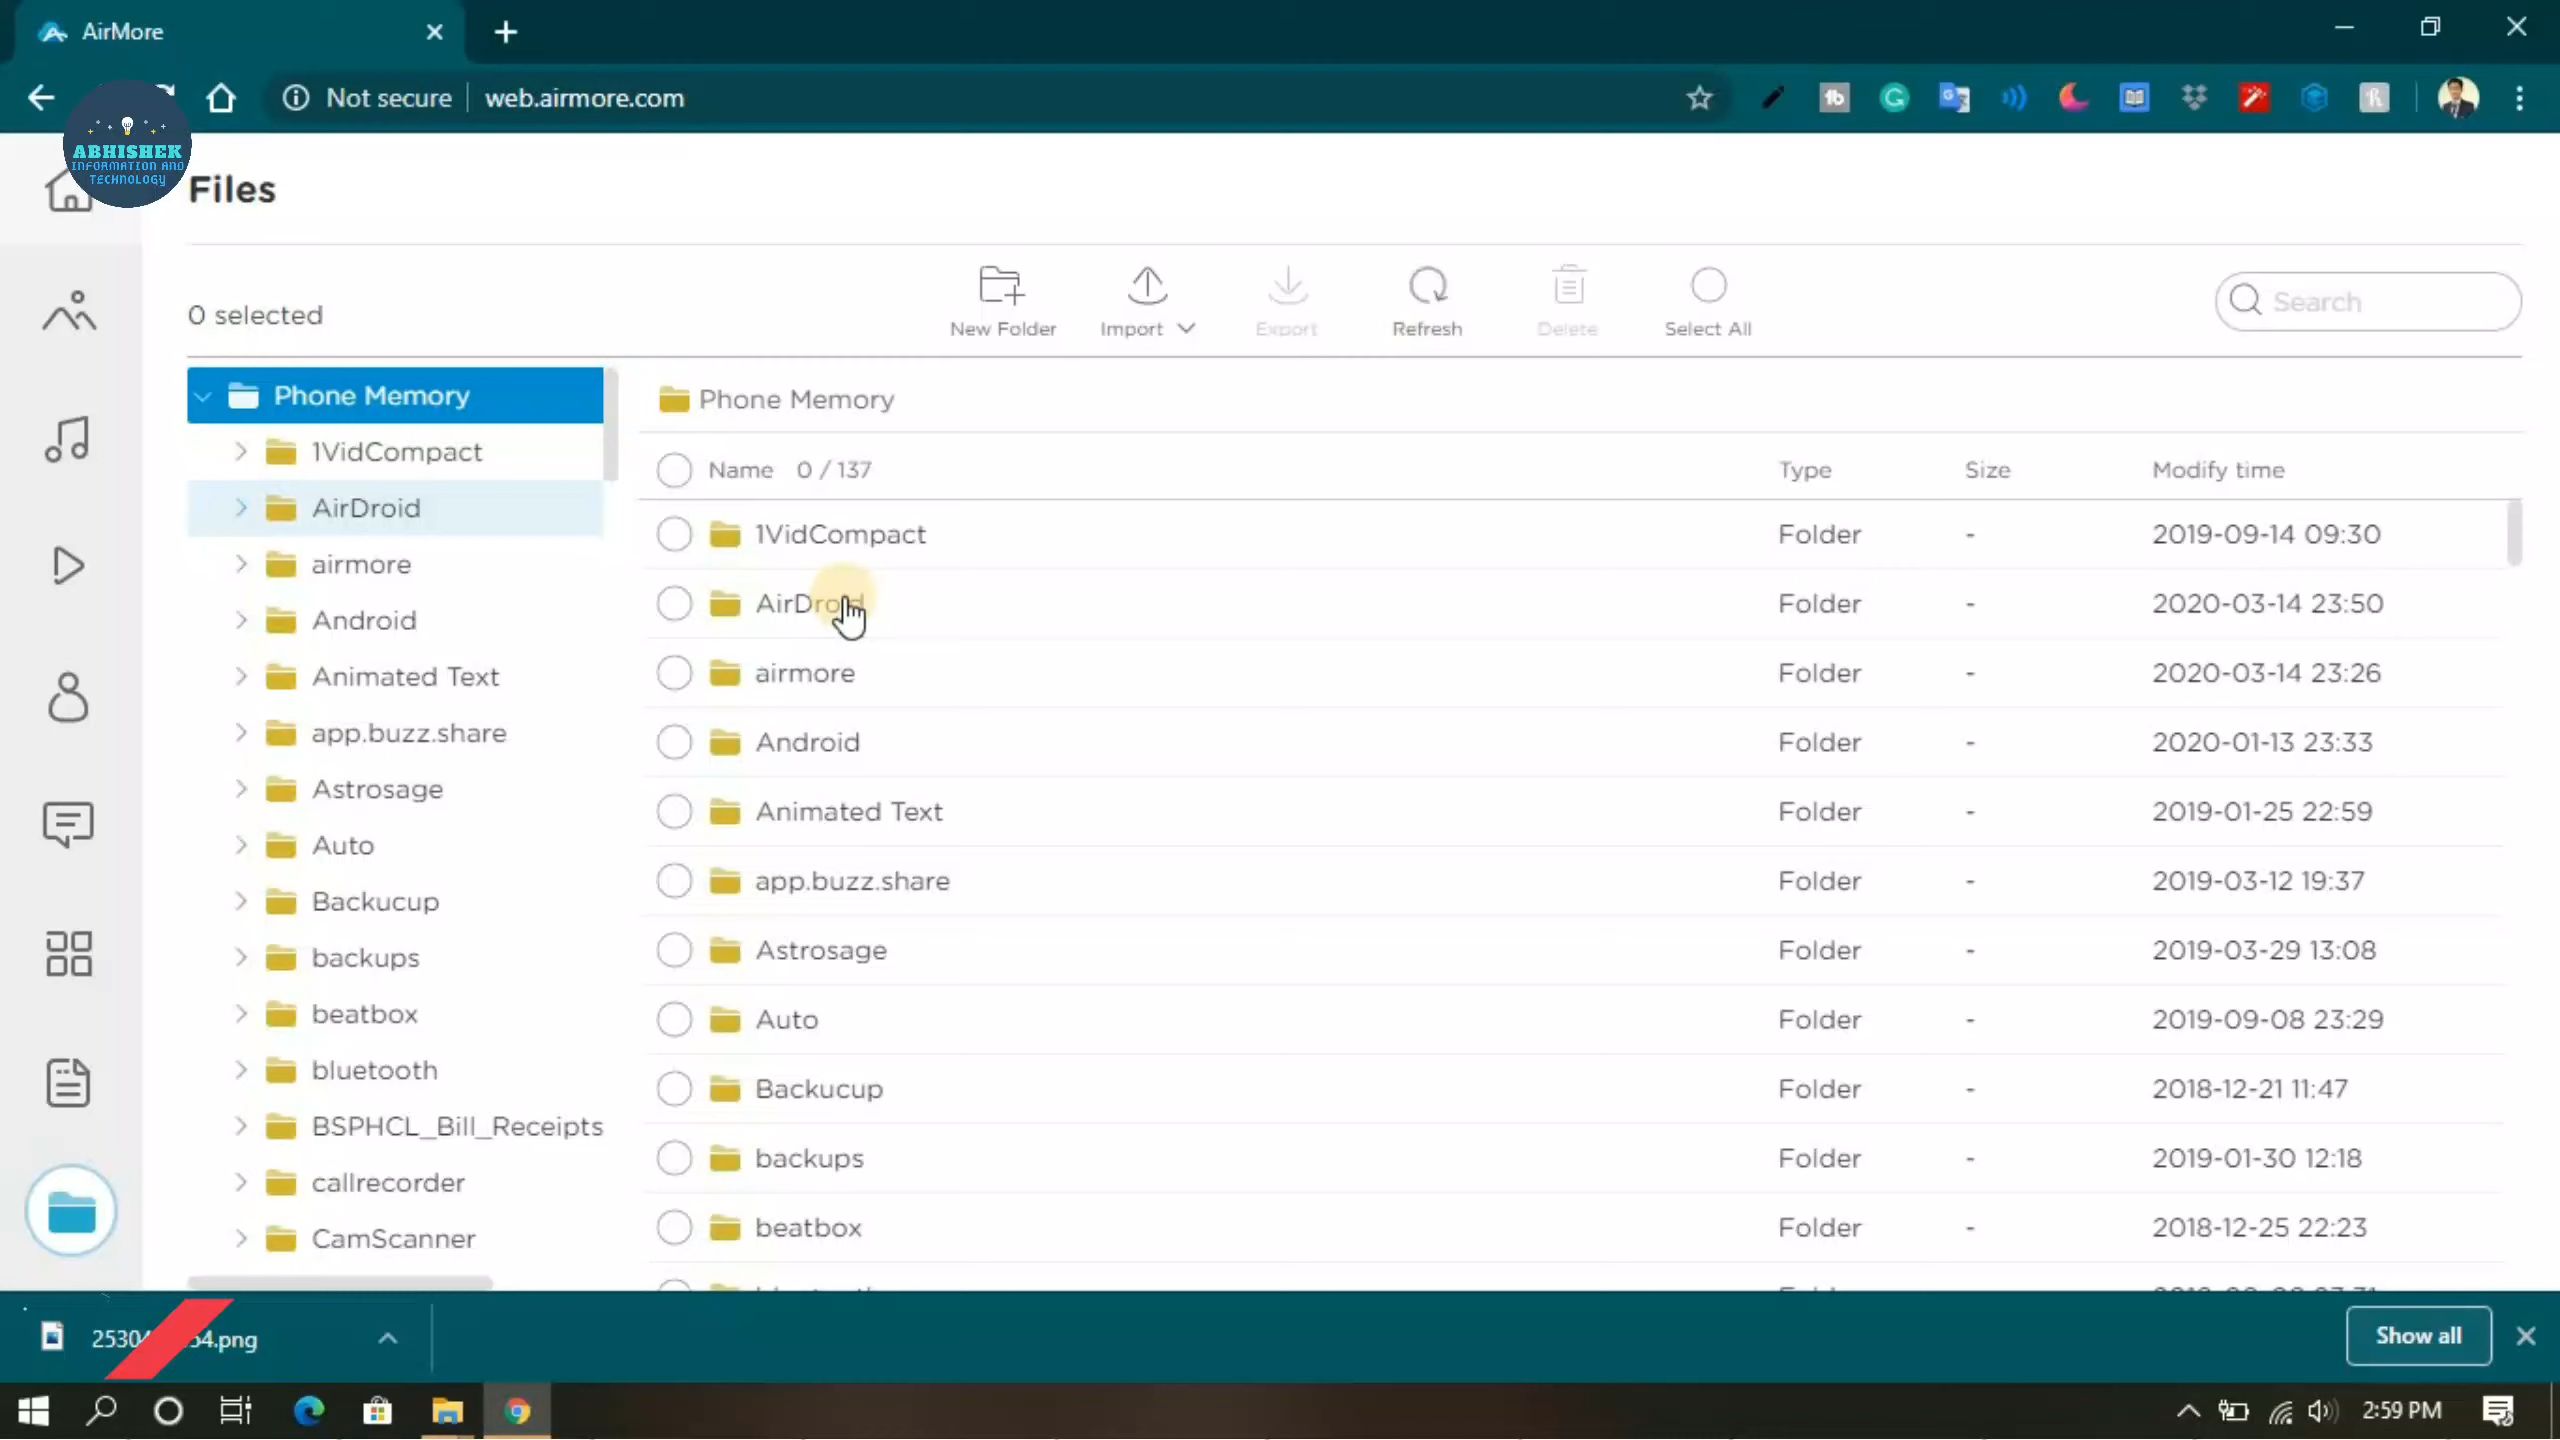 AirMore
Not secure
web.airmore.com
ABHISHEK
INFORMATION AND
TECHNOLOGY
Files
0 selected
New Folder
Import
Export
Refresh
Delete
Select All
Search
Phone Memory
1VidCompact
AirDroid
airmore
Android
Animated Text
app.buzz.share
Astrosage
Auto
Backucup
backups
beatbox
bluetooth
BSPHCL_Bill_Receipts
callrecorder
CamScanner
Phone Memory
Name 0 / 137 Type Size Modify time
1VidCompact Folder - 2019-09-14 09:30
AirDroid Folder - 2020-03-14 23:50
airmore Folder - 2020-03-14 23:26
Android Folder - 2020-01-13 23:33
Animated Text Folder - 2019-01-25 22:59
app.buzz.share Folder - 2019-03-12 19:37
Astrosage Folder - 2019-03-29 13:08
Auto Folder - 2019-09-08 23:29
Backucup Folder - 2018-12-21 11:47
backups Folder - 2019-01-30 12:18
beatbox Folder - 2018-12-25 22:23
Show all
2:59 PM